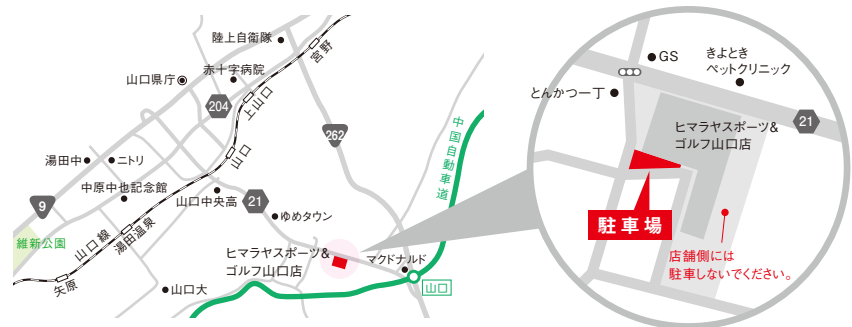 陸上自衛隊
宮野
山口県庁
赤十字病院
204
上山口
262
中国自動車道
湯田中
ニトリ
山口
中原中也記念館
山口中央高
9
21
ゆめタウン
維新公園
山口線
湯田温泉
ヒマラヤスポーツ&
ゴルフ山口店
マクドナルド
矢原
山口大
山口
GS
きよとき
ペットクリニック
とんかつ一丁
21
ヒマラヤスポーツ&
ゴルフ山口店
駐車場
店舗側には
駐車しないでください。